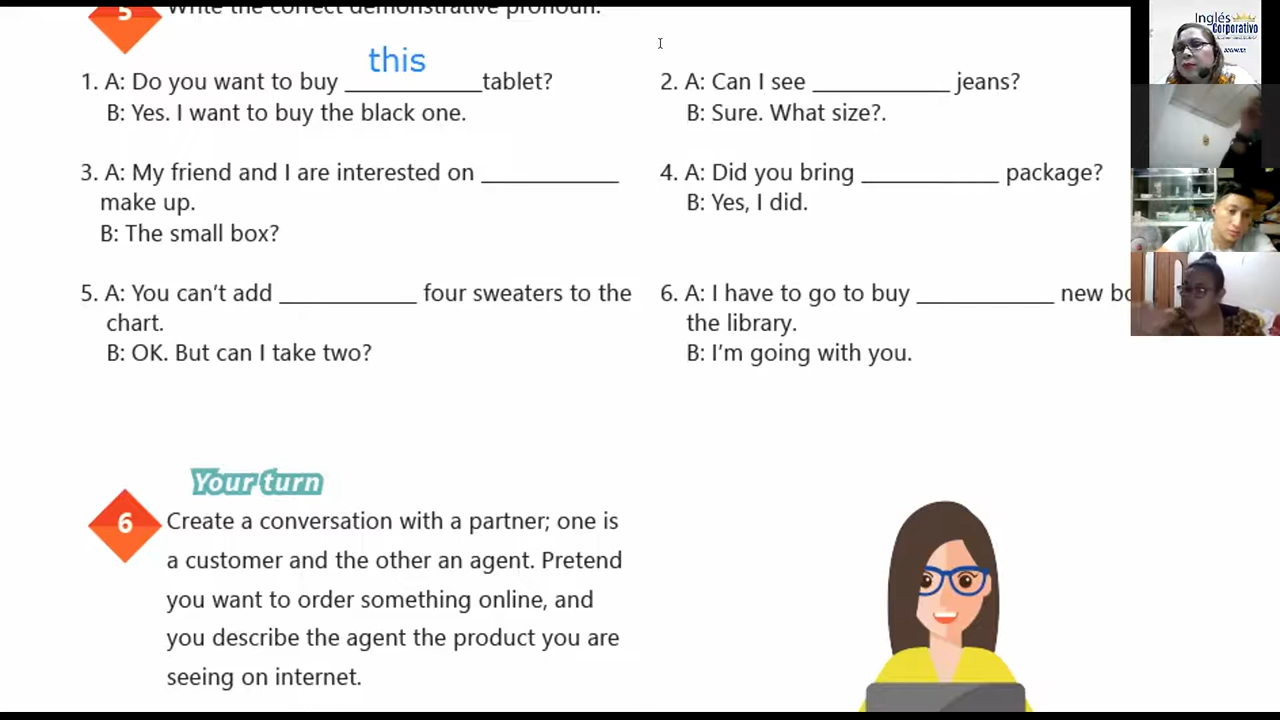 5 Write the correct demonstrative pronoun.
this
1. A: Do you want to buy ____________tablet?
B: Yes. I want to buy the black one.
2. A: Can I see ____________ jeans?
B: Sure. What size?.
3. A: My friend and I are interested on ____________
make up.
B: The small box?
4. A: Did you bring ____________ package?
B: Yes, I did.
5. A: You can't add ____________ four sweaters to the
chart.
B: OK. But can I take two?
6. A: I have to go to buy ____________ new
the library.
B: I'm going with you.
Your turn
6 Create a conversation with a partner; one is
a customer and the other an agent. Pretend
you want to order something online, and
you describe the agent the product you are
seeing on internet.
Inglés
Corporativo